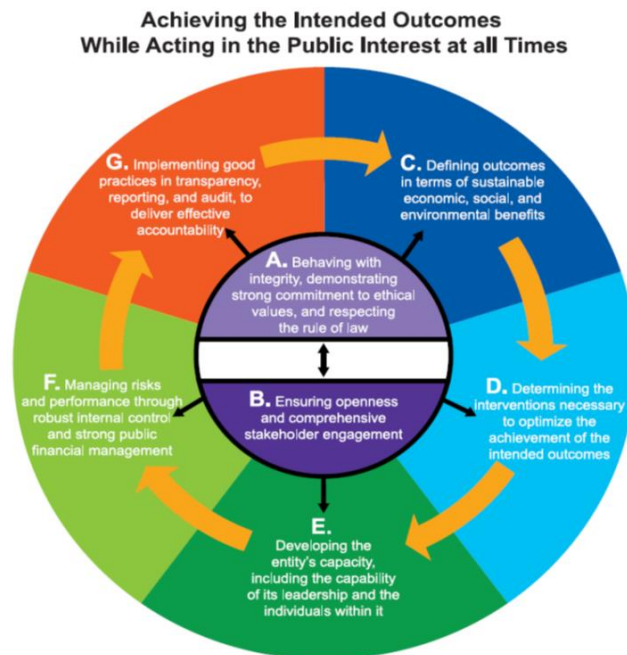 Achieving the Intended Outcomes
While Acting in the Public Interest at all Times
G. Implementing good
practices in transparency,
reporting, and audit, to
deliver effective
accountability
C. Defining outcomes
in terms of sustainable
economic, social, and
environmental benefits
A. Behaving with
integrity, demonstrating
strong commitment to ethical
values, and respecting
the rule of law
B. Ensuring openness
and comprehensive
stakeholder engagement
F. Managing risks
and performance through
robust internal control
and strong public
financial management
D. Determining the
interventions necessary
to optimize the
achievement of the
intended outcomes
E.
Developing the
entity's capacity,
including the capability
of its leadership and the
individuals within it